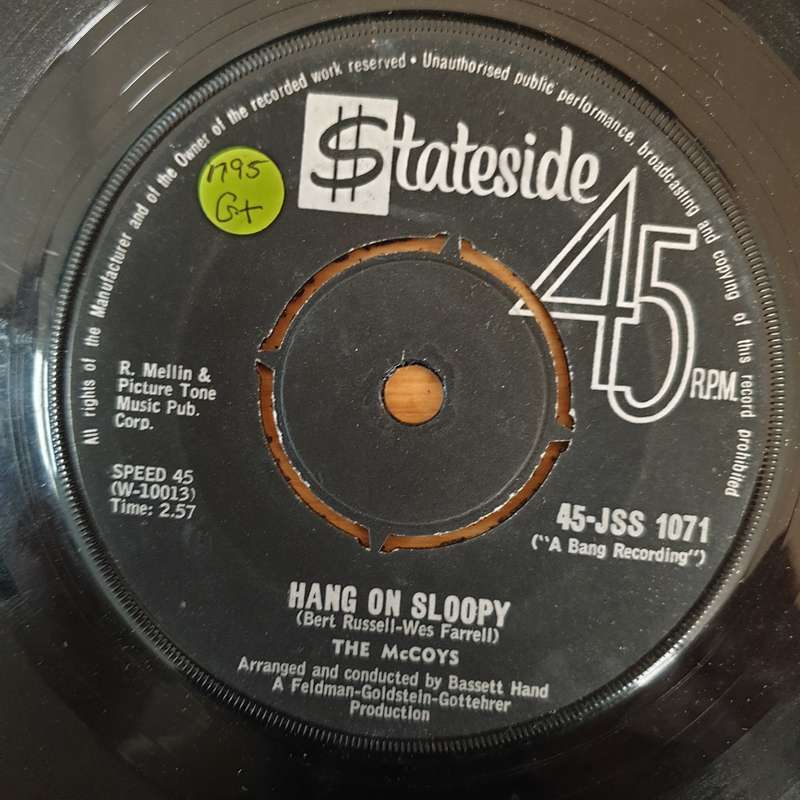 All rights of the Manufacturer and of the Owner of the recorded work reserved • Unauthorised public performance, broadcasting and copying of this record prohibited
$tateside
45
R.P.M.
1795
G+
R. Mellin &
Picture Tone
Music Pub.
Corp.
SPEED 45
(W-10013)
Time: 2.57
45-JSS 1071
("A Bang Recording")
HANG ON SLOOPY
(Bert Russell-Wes Farrell)
THE McCOYS
Arranged and conducted by Bassett Hand
A Feldman-Goldstein-Gottehrer
Production